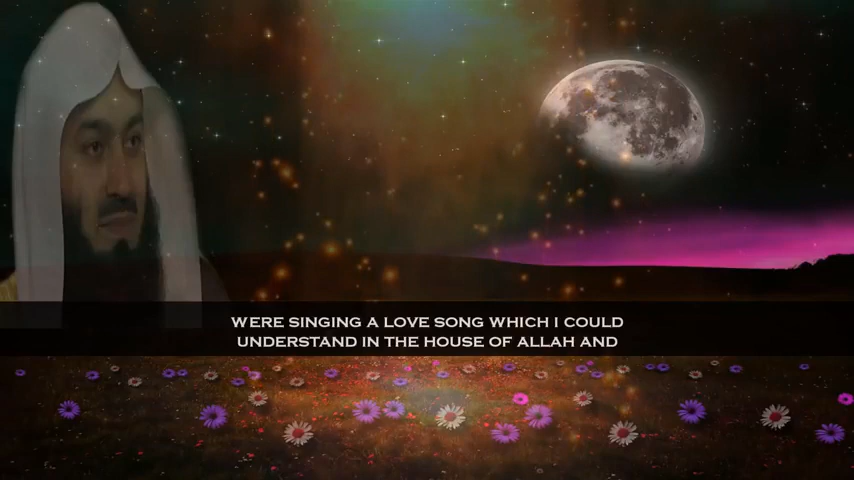 WERE SINGING A LOVE SONG WHICH I COULD
UNDERSTAND IN THE HOUSE OF ALLAH AND